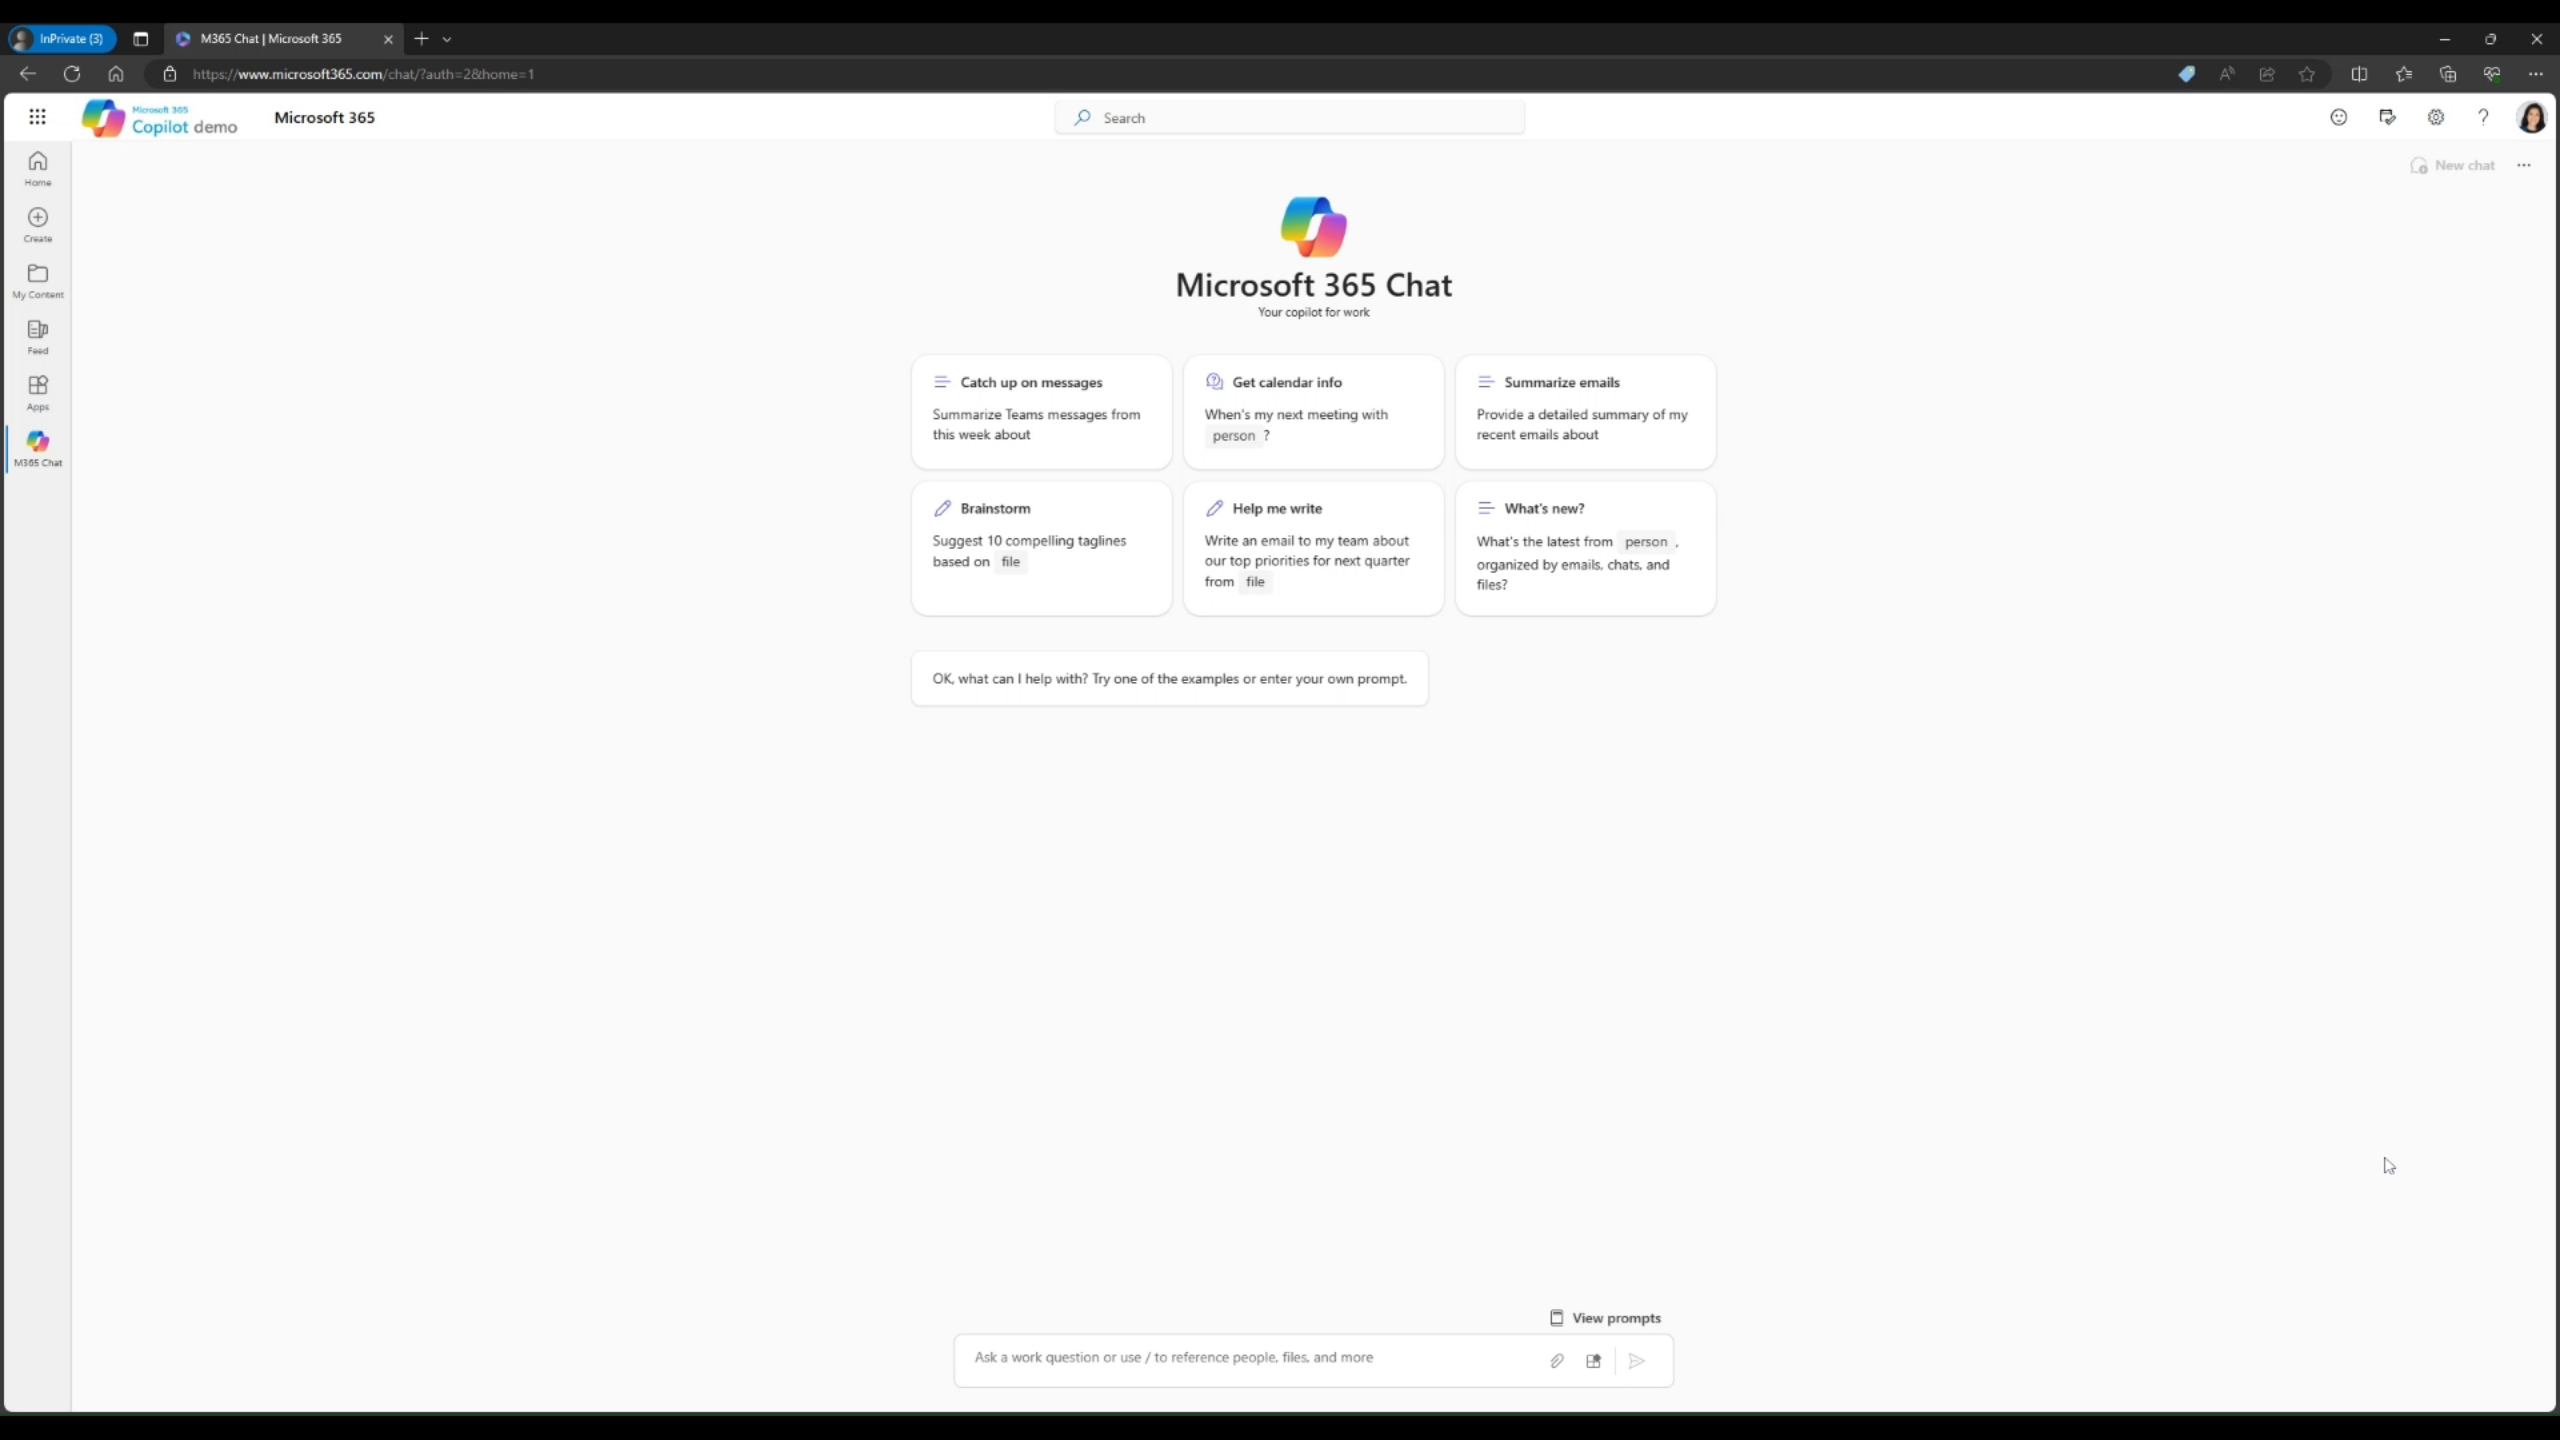 InPrivate (3)
M365 Chat | Microsoft 365
https://www.microsoft365.com/chat/?auth=2&home=1
Microsoft 365
Copilot demo
Microsoft 365
Search
New chat
Home
Create
My Content
Feed
Apps
M365 Chat
Microsoft 365 Chat
Your copilot for work
Catch up on messages
Summarize Teams messages from
this week about
Get calendar info
When's my next meeting with
person ?
Summarize emails
Provide a detailed summary of my
recent emails about
Brainstorm
Suggest 10 compelling taglines
based on file
Help me write
Write an email to my team about
our top priorities for next quarter
from file
What's new?
What's the latest from person ,
organized by emails, chats, and
files?
OK, what can I help with? Try one of the examples or enter your own prompt.
View prompts
Ask a work question or use / to reference people, files, and more